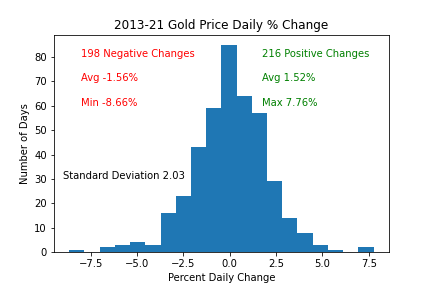 2013-21 Gold Price Daily % Change
198 Negative Changes
216 Positive Changes
Avg -1.56%
Avg 1.52%
Min -8.66%
Max 7.76%
Standard Deviation 2.03
Number of Days
80
70
60
50
40
30
20
10
0
−7.5
−5.0
−2.5
0.0
2.5
5.0
7.5
Percent Daily Change